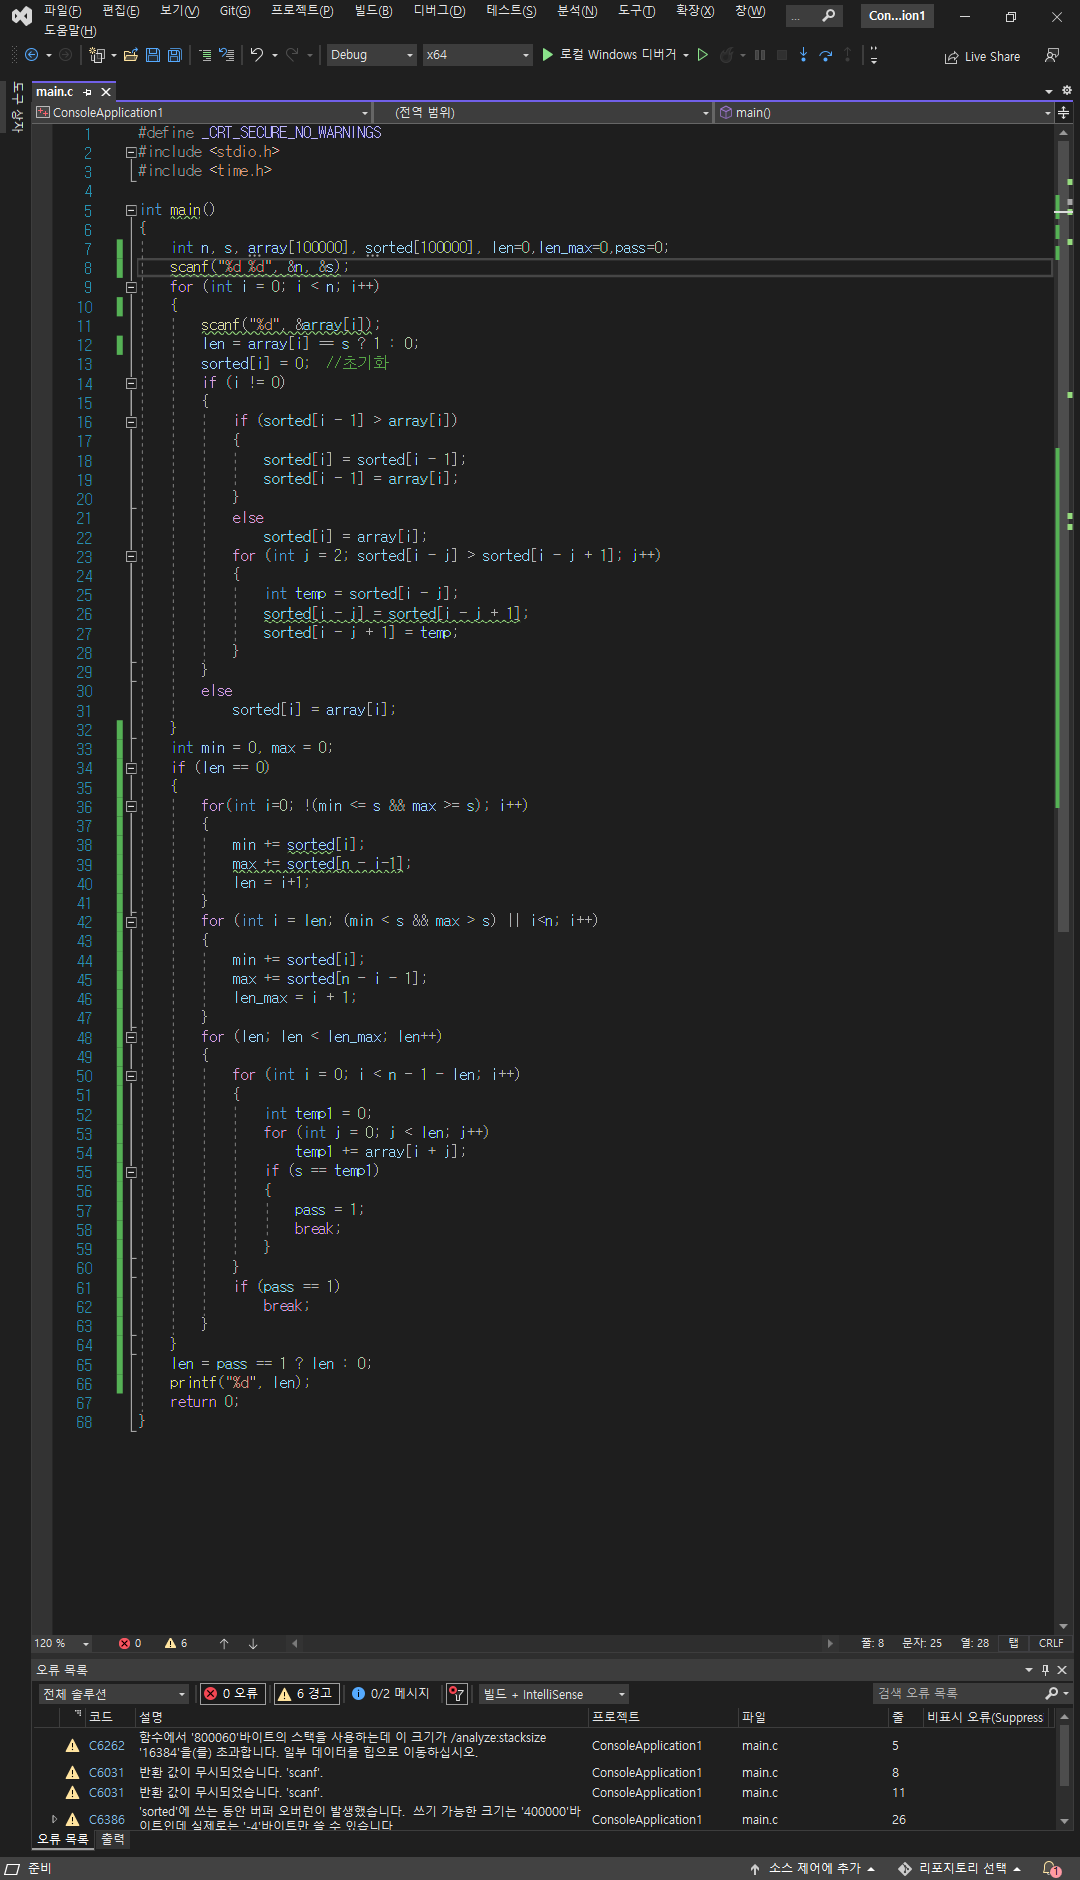 파일(F) 편집(E) 보기(V) Git(G) 프로젝트(P) 빌드(B) 디버그(D) 테스트(S) 분석(N) 도구(T) 확장(X) 창(W) ... Con...ion1
도움말(H)
Debug x64 로컬 Windows 디버거 Live Share
도구 상자
main.c
ConsoleApplication1 (전역 범위) main()
1 #define _CRT_SECURE_NO_WARNINGS
2 #include <stdio.h>
3 #include <time.h>
4
5 int main()
6 {
7 int n, s, array[100000], sorted[100000], len=0,len_max=0,pass=0;
8 scanf("%d %d", &n, &s);
9 for (int i = 0; i < n; i++)
10 {
11 scanf("%d", &array[i]);
12 len = array[i] == s ? 1 : 0;
13 sorted[i] = 0; //초기화
14 if (i != 0)
15 {
16 if (sorted[i - 1] > array[i])
17 {
18 sorted[i] = sorted[i - 1];
19 sorted[i - 1] = array[i];
20 }
21 else
22 sorted[i] = array[i];
23 for (int j = 2; sorted[i - j] > sorted[i - j + 1]; j++)
24 {
25 int temp = sorted[i - j];
26 sorted[i - j] = sorted[i - j + 1];
27 sorted[i - j + 1] = temp;
28 }
29 }
30 else
31 sorted[i] = array[i];
32 }
33 int min = 0, max = 0;
34 if (len == 0)
35 {
36 for(int i=0; !(min <= s && max >= s); i++)
37 {
38 min += sorted[i];
39 max += sorted[n - i-1];
40 len = i+1;
41 }
42 for (int i = len; (min < s && max > s) || i<n; i++)
43 {
44 min += sorted[i];
45 max += sorted[n - i - 1];
46 len_max = i + 1;
47 }
48 for (len; len < len_max; len++)
49 {
50 for (int i = 0; i < n - 1 - len; i++)
51 {
52 int temp1 = 0;
53 for (int j = 0; j < len; j++)
54 temp1 += array[i + j];
55 if (s == temp1)
56 {
57 pass = 1;
58 break;
59 }
60 }
61 if (pass == 1)
62 break;
63 }
64 }
65 len = pass == 1 ? len : 0;
66 printf("%d", len);
67 return 0;
68 }
120 % 0 6 줄: 8 문자: 25 열: 28 탭 CRLF
오류 목록
전체 솔루션 0 오류 6 경고 0/2 메시지 빌드 + IntelliSense 검색 오류 목록
코드 설명 프로젝트 파일 줄 비표시 오류(Suppress
C6262 함수에서 '800060'바이트의 스택을 사용하는데 이 크기가 /analyze:stacksize '16384'을(를) 초과합니다. 일부 데이터를 힙으로 이동하십시오. ConsoleApplication1 main.c 5
C6031 반환 값이 무시되었습니다. 'scanf'. ConsoleApplication1 main.c 8
C6031 반환 값이 무시되었습니다. 'scanf'. ConsoleApplication1 main.c 11
C6386 'sorted'에 쓰는 동안 버퍼 오버런이 발생했습니다. 쓰기 가능한 크기는 '400000'바이트인데 실제로는 '-4'바이트만 쓸 수 있습니다 ConsoleApplication1 main.c 26
오류 목록 출력
준비 소스 제어에 추가 리포지토리 선택 1